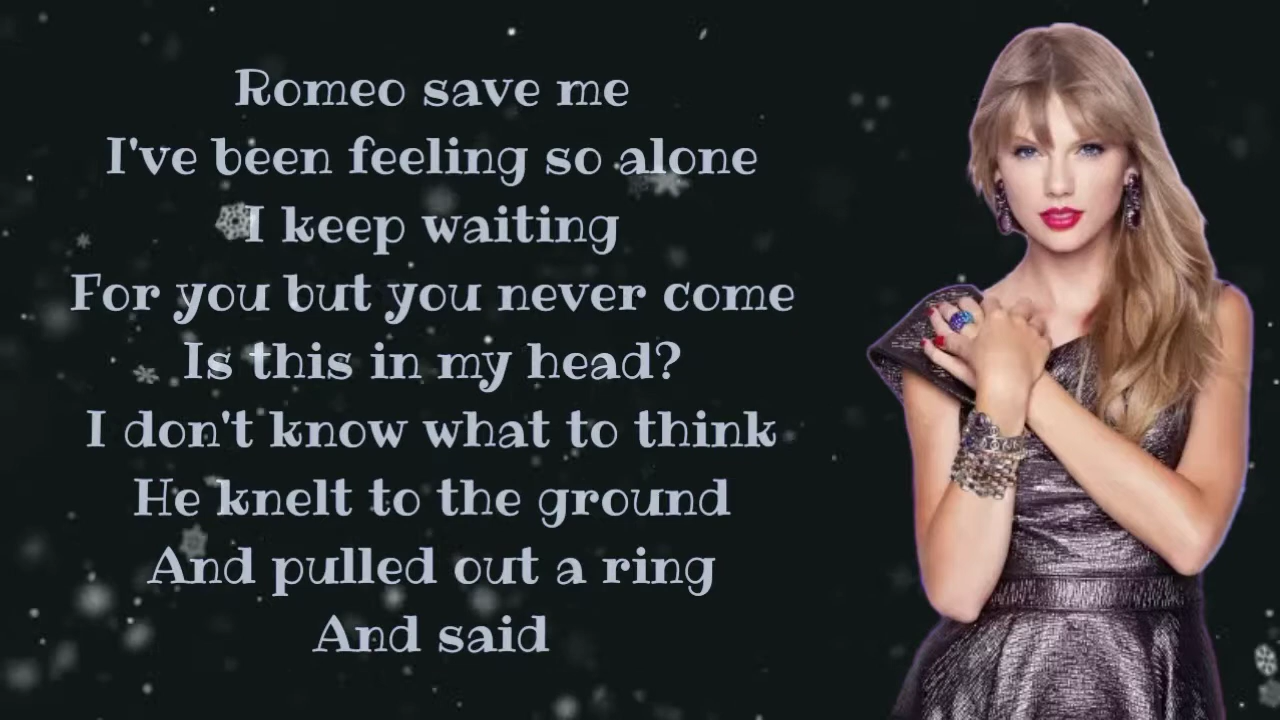 Romeo save me
I've been feeling so alone
I keep waiting
For you but you never come
Is this in my head?
I don't know what to think
He knelt to the ground
And pulled out a ring
And said